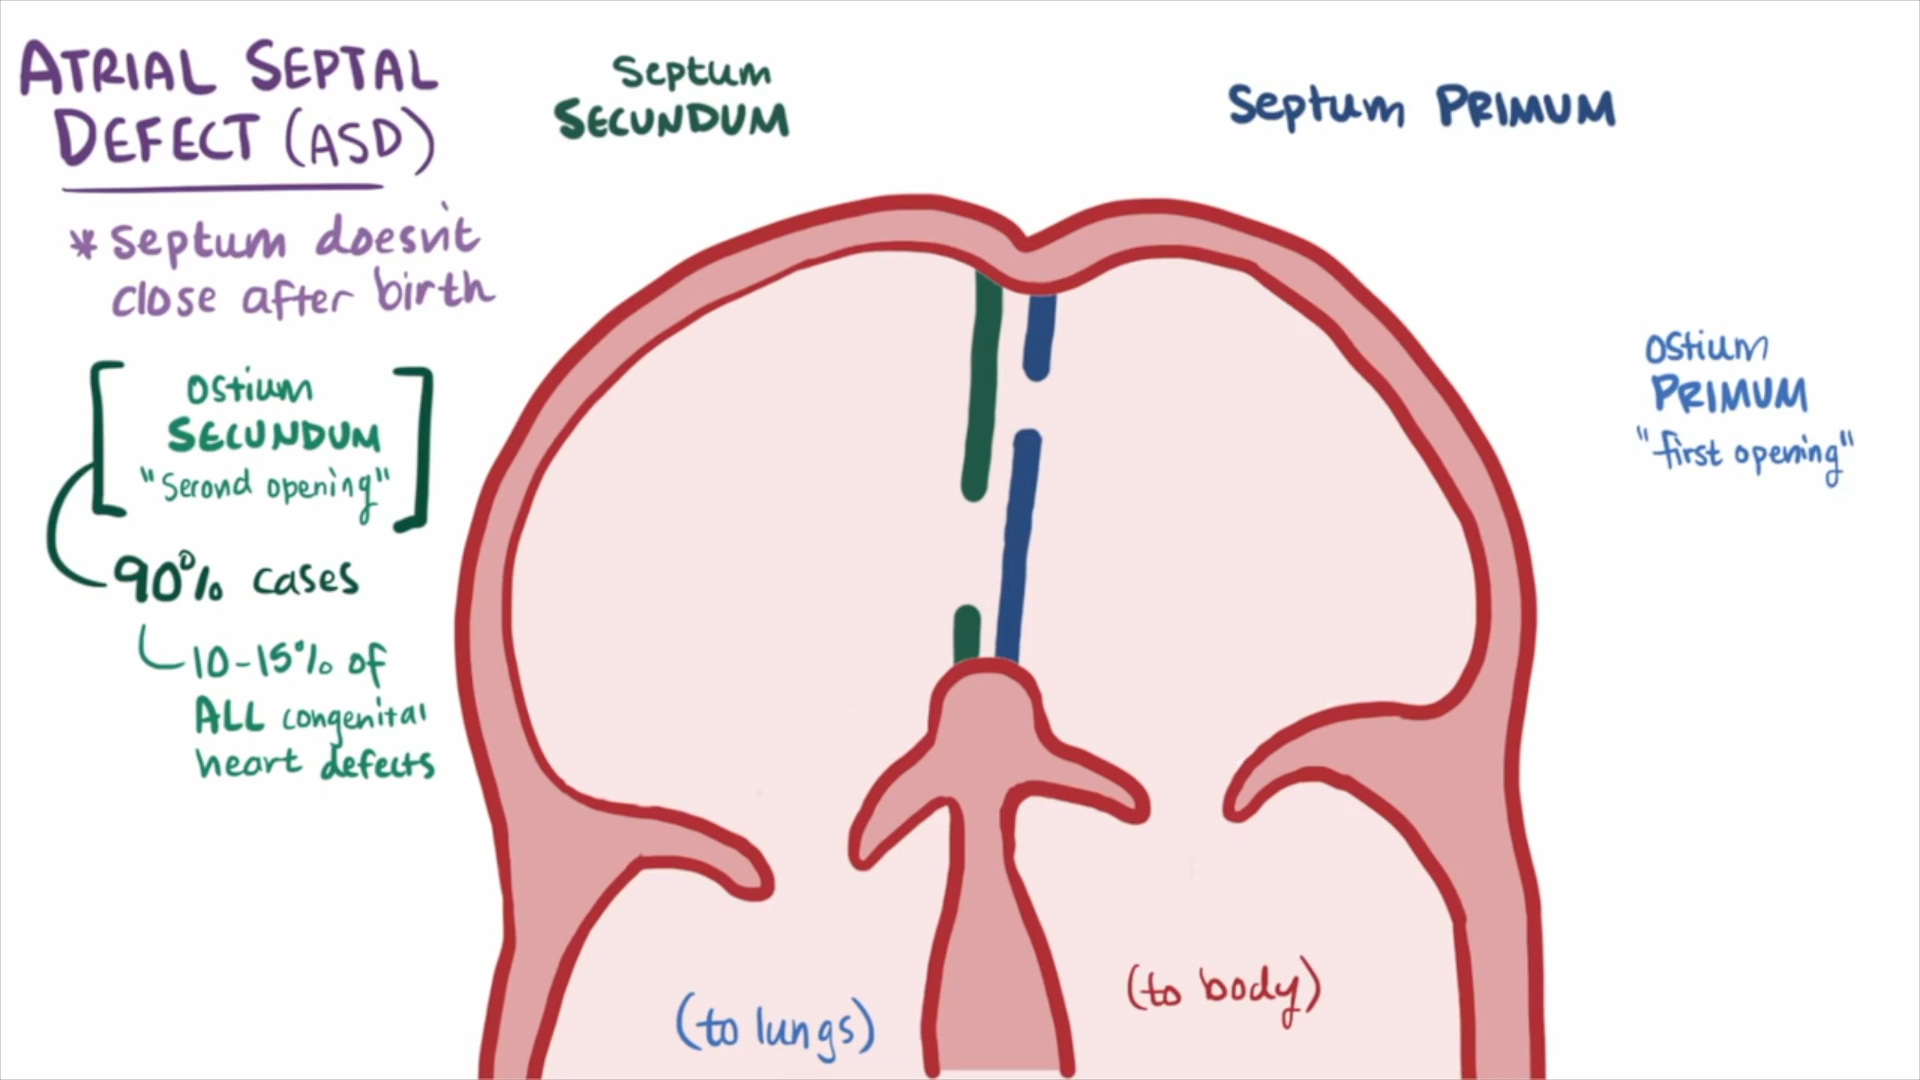 ATRIAL SEPTAL
DEFECT (ASD)
* septum doesn't
close after birth
Ostium
SECUNDUM
"Second opening"
90% cases
10-15% of
ALL congenital
heart defects
Septum
SECUNDUM
Septum PRIMUM
Ostium
PRIMUM
"first opening"
(to lungs)
(to body)